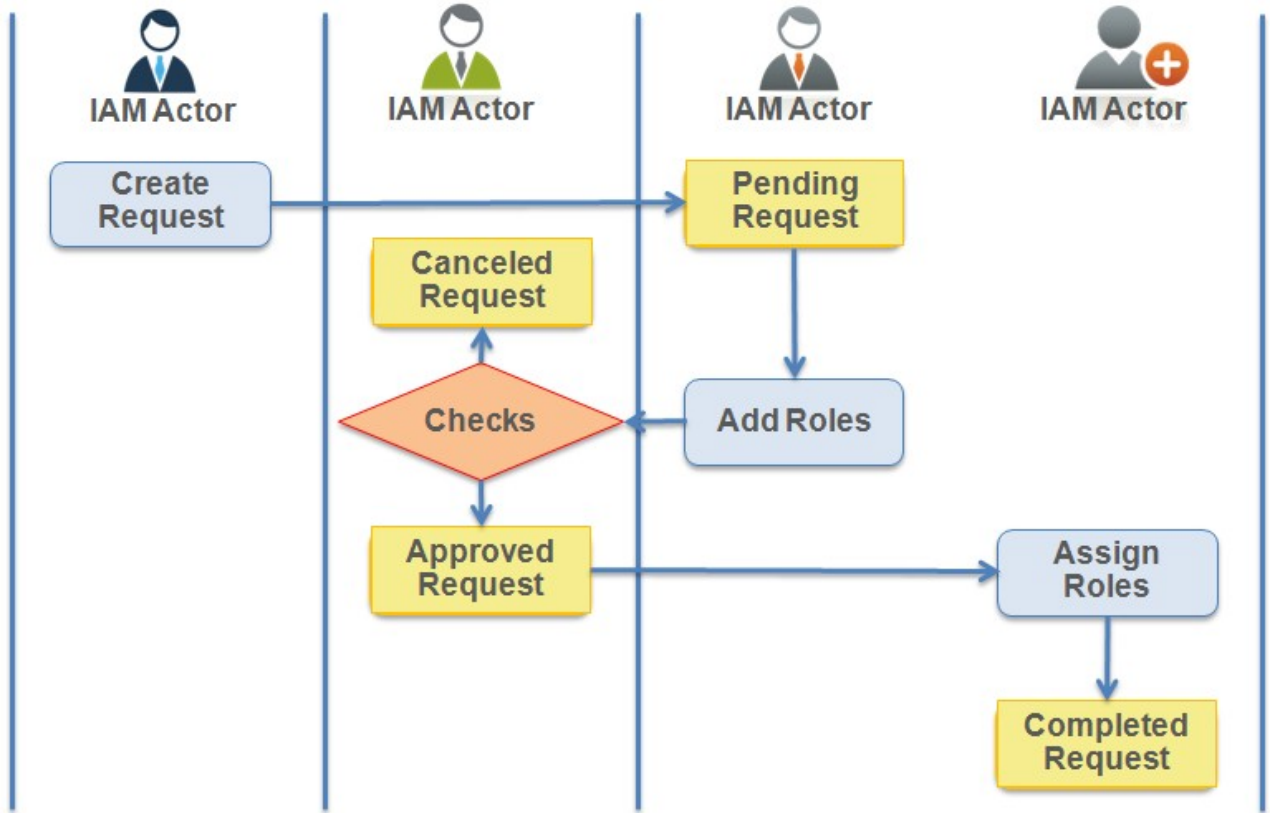 IAM Actor
IAM Actor
IAM Actor
IAM Actor
Create
Request
Pending
Request
Canceled
Request
Checks
Add Roles
Approved
Request
Assign
Roles
Completed
Request